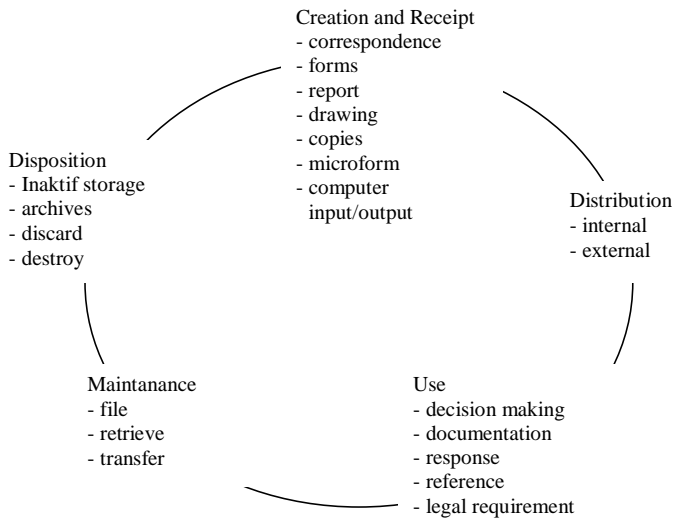 Creation and Receipt
- correspondence
- forms
- report
- drawing
- copies
- microform
- computer
input/output
Distribution
- internal
- external
Use
- decision making
- documentation
- response
- reference
- legal requirement
Maintanance
- file
- retrieve
- transfer
Disposition
- Inaktif storage
- archives
- discard
- destroy